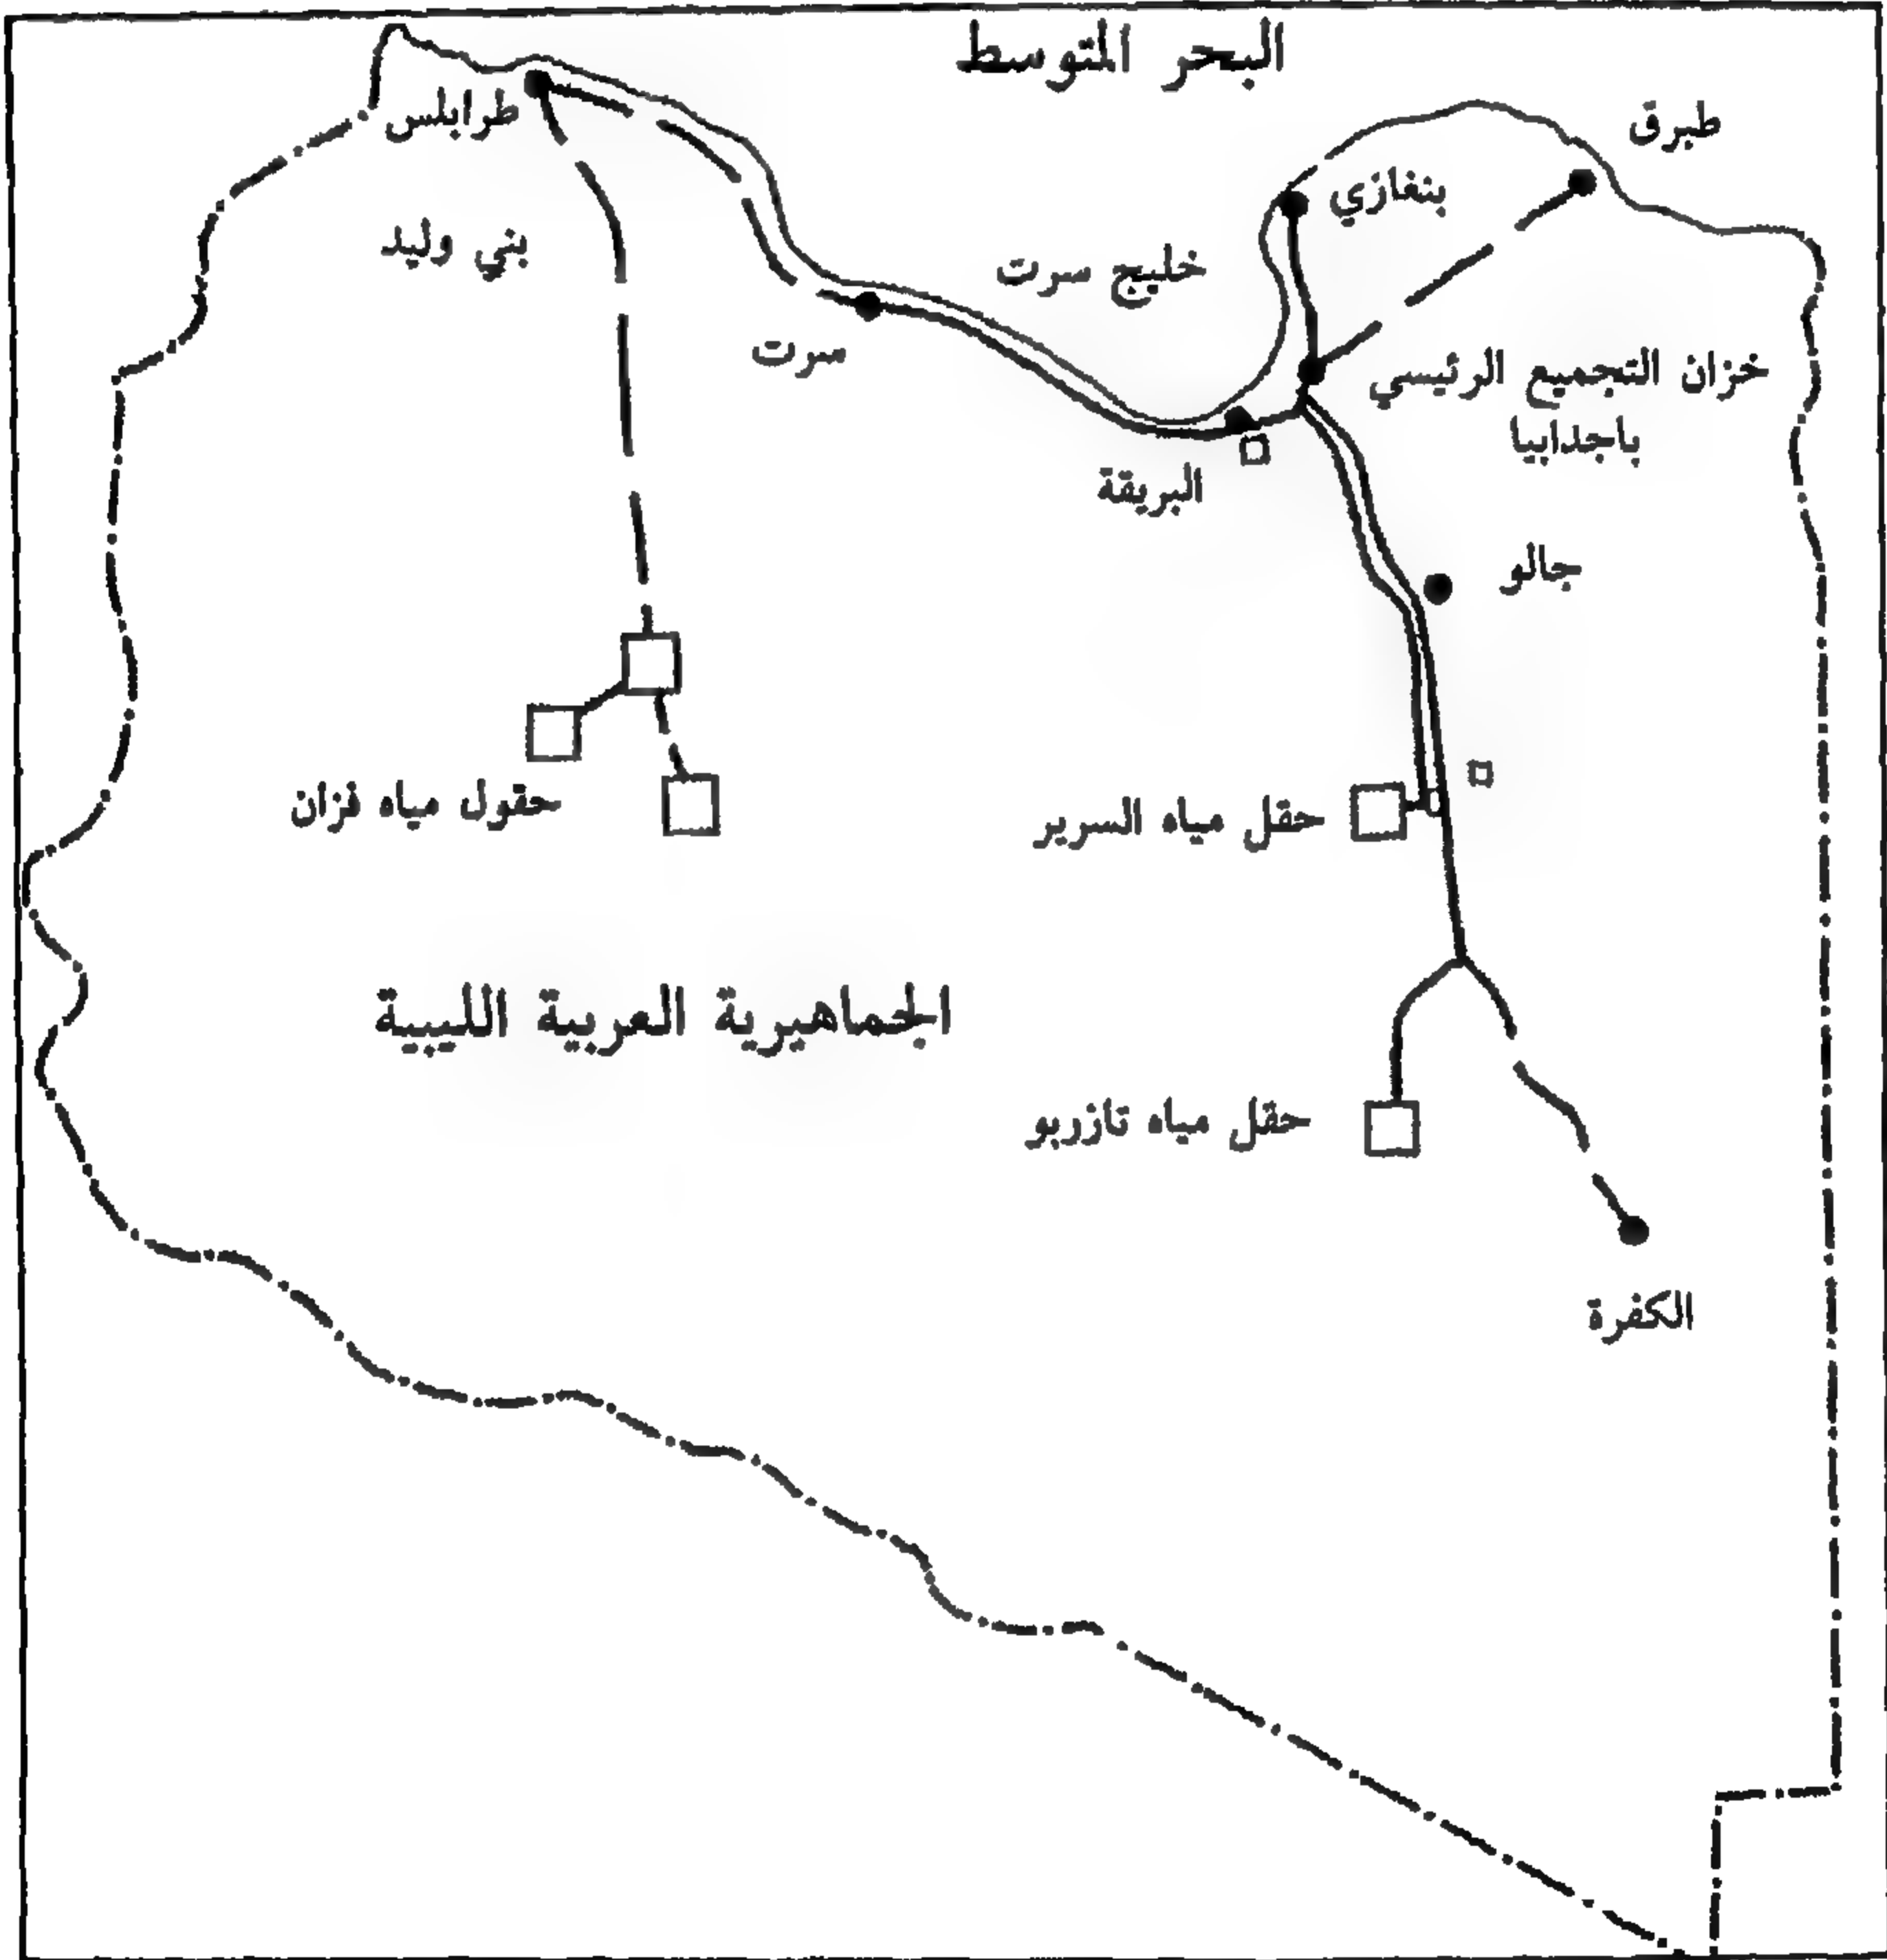 البحر المتوسط
طبرق
طرابلس
بنغازي
بني وليد
خليج سرت
سرت
خزان التجميع الرئيسي
باجدابيا
البريقة
جالو
حقول مياه فزان
حقل مياه السرير
الجماهيرية العربية الليبية
حقل مياه تازربو
الكفرة